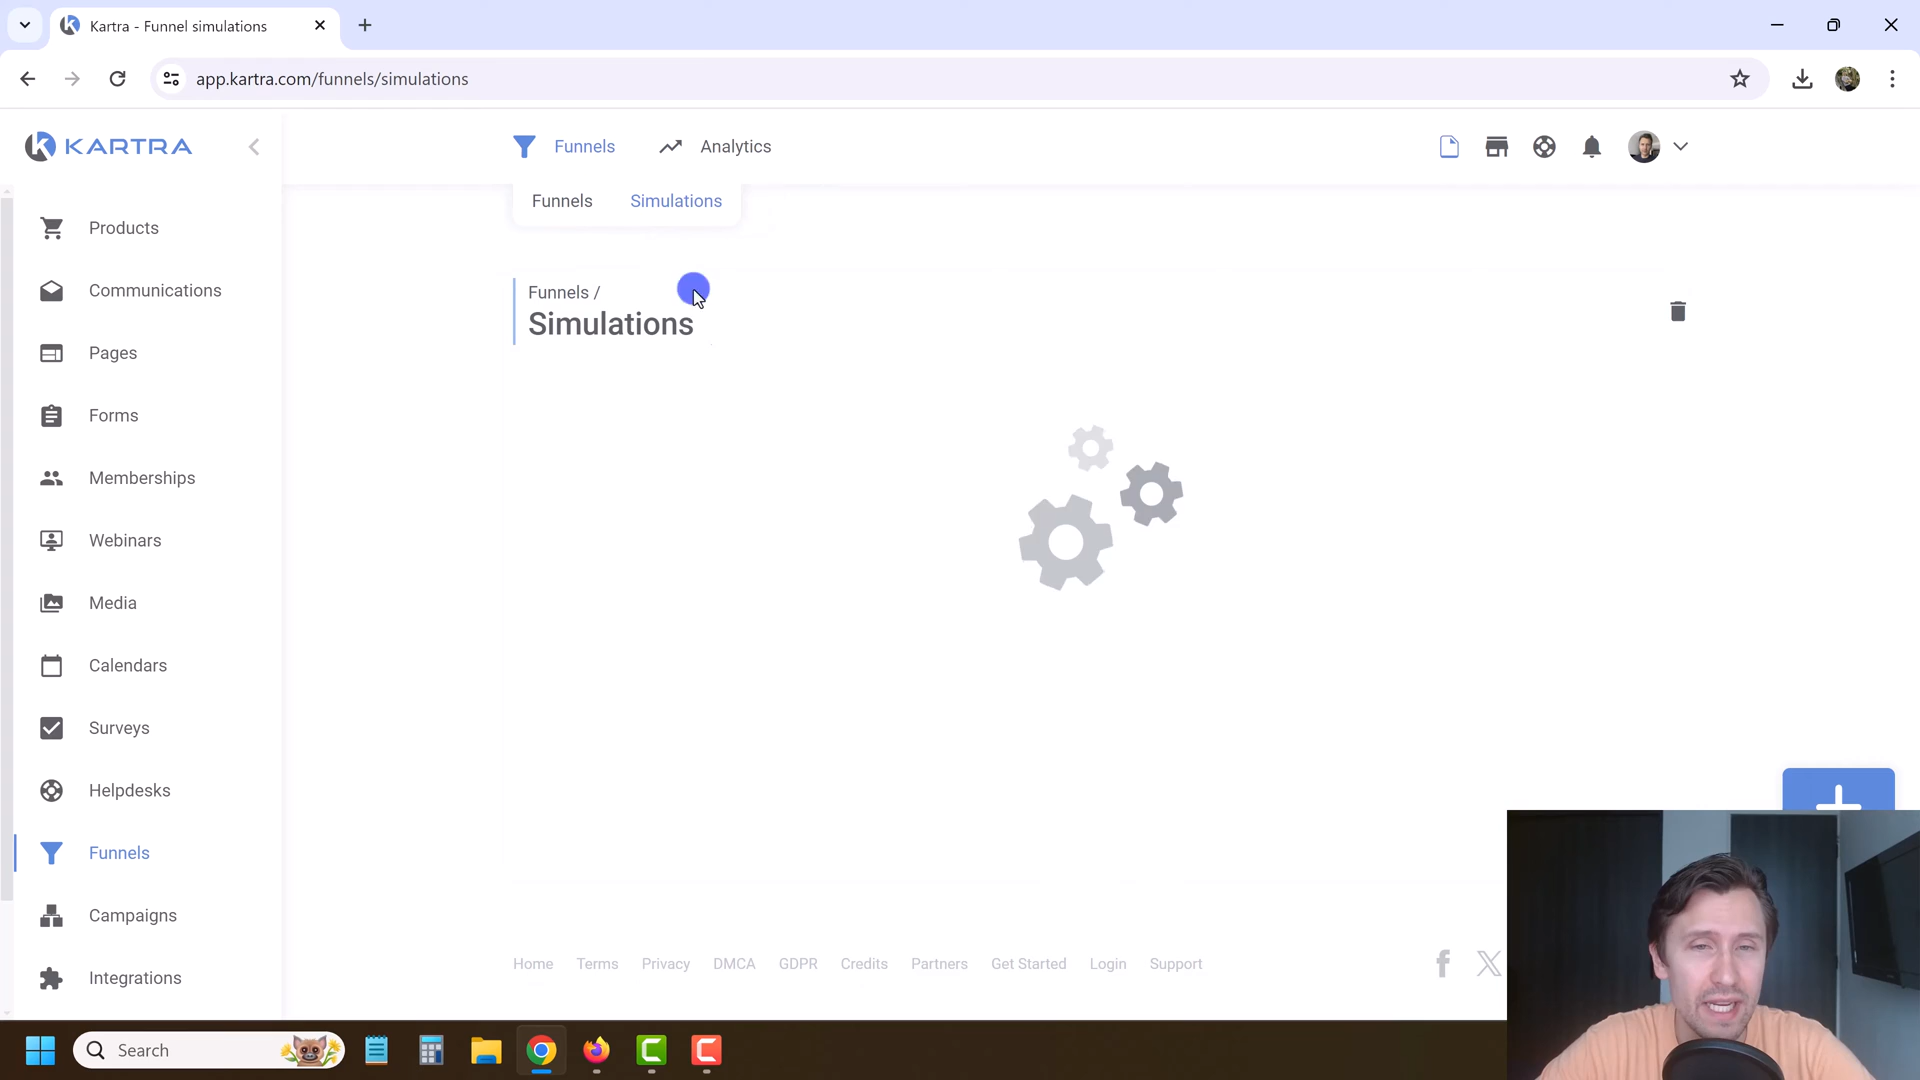 Kartra - Funnel simulations
app.kartra.com/funnels/simulations
KARTRA
Funnels
Analytics
Funnels
Simulations
Products
Communications
Pages
Forms
Memberships
Webinars
Media
Calendars
Surveys
Helpdesks
Funnels
Campaigns
Integrations
Funnels /
Simulations
Home Terms Privacy DMCA GDPR Credits Partners Get Started Login Support
Search